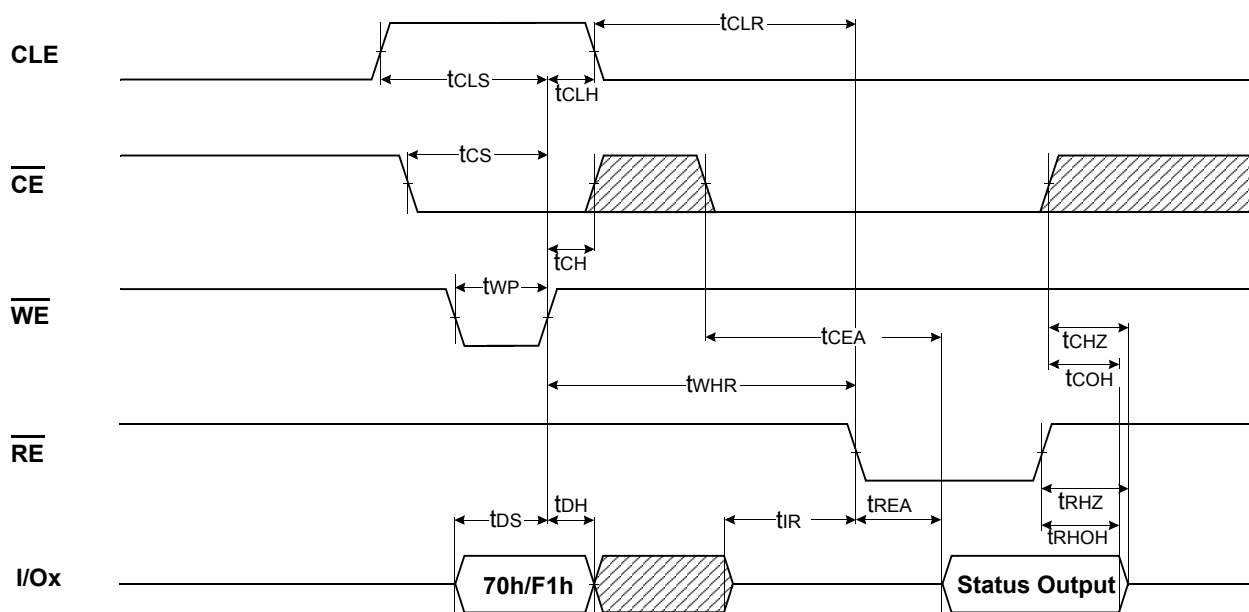 CLE
tCLR
tCLS
tCLH
CE
tCS
tCH
WE
tWP
tCEA
tCHZ
tCOH
tWHR
RE
tDS
tDH
tIR
tREA
tRHZ
tRHOH
I/Ox
70h/F1h
Status Output